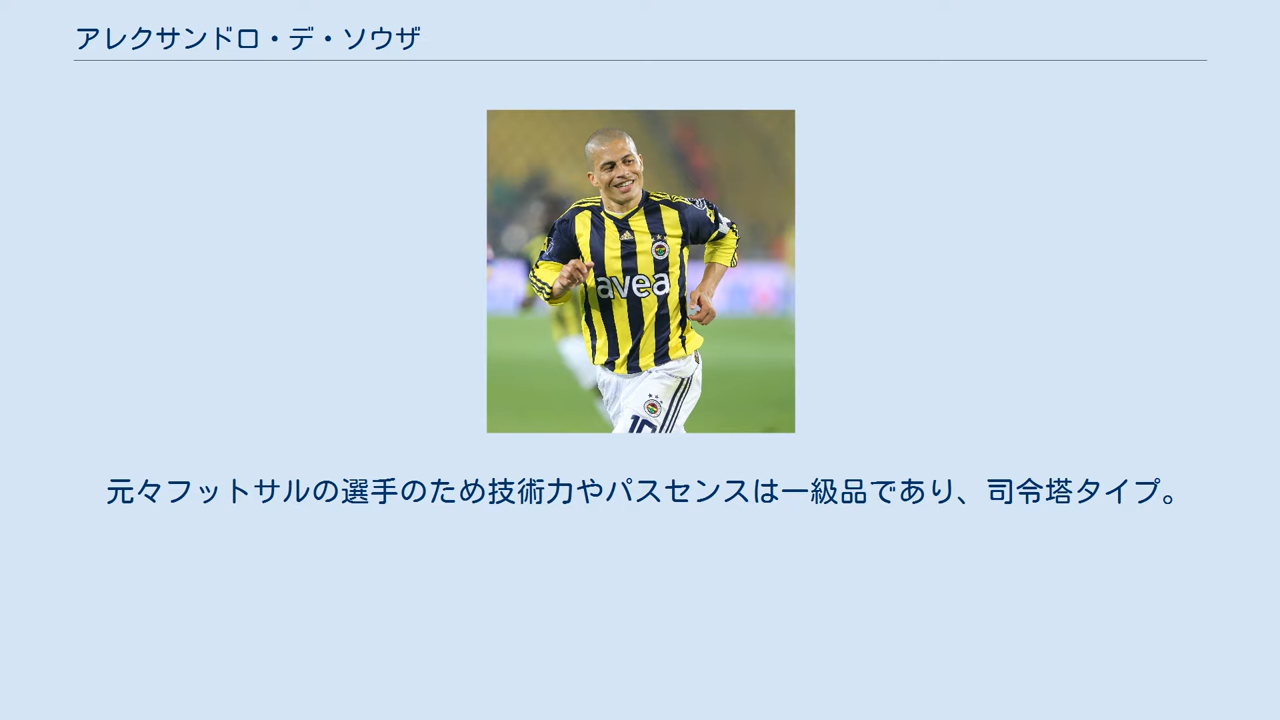 アレクサンドロ・デ・ソウザ
avea
10
元々フットサルの選手のため技術力やパスセンスは一級品であり、司令塔タイプ。